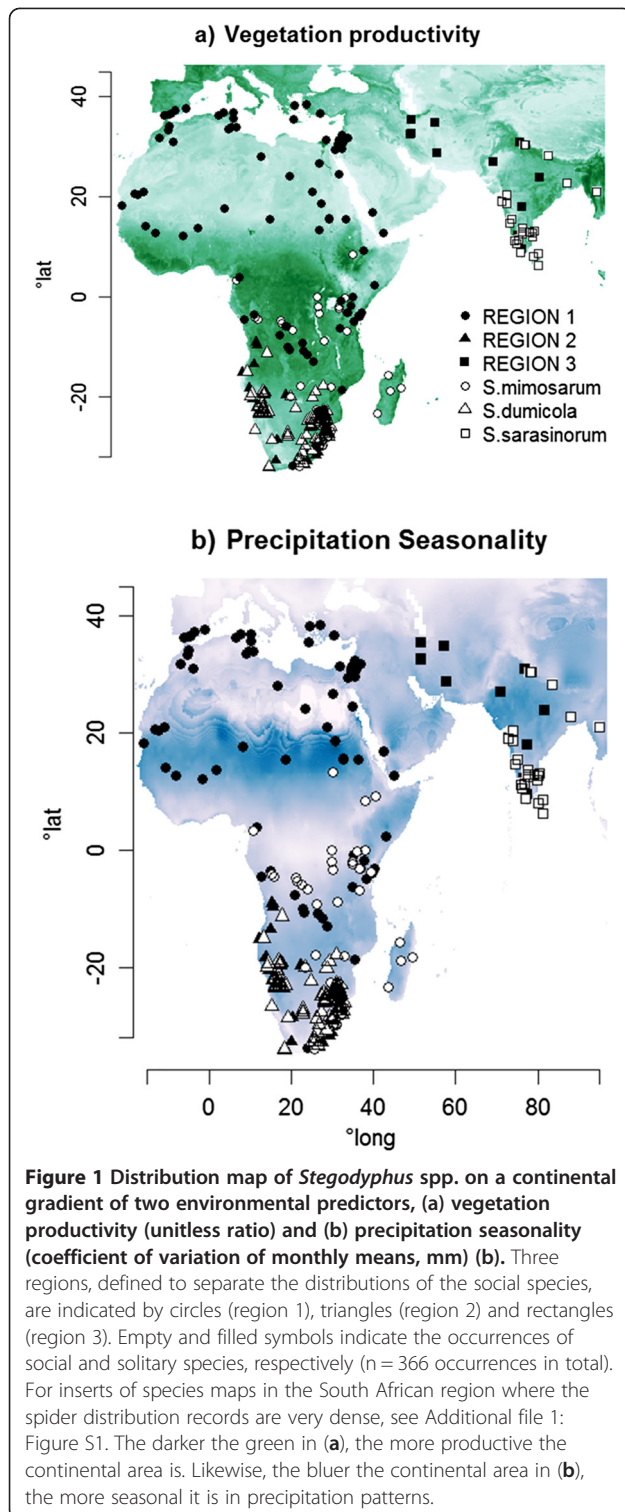 a) Vegetation productivity
40
20
0
-20
°lat
REGION 1
REGION 2
REGION 3
S.mimosarum
S.dumicola
S.sarasinorum
b) Precipitation Seasonality
40
20
0
-20
°lat
0 20 40 60 80
°long
Figure 1 Distribution map of Stegodyphus spp. on a continental
gradient of two environmental predictors, (a) vegetation
productivity (unitless ratio) and (b) precipitation seasonality
(coefficient of variation of monthly means, mm) (b). Three
regions, defined to separate the distributions of the social species,
are indicated by circles (region 1), triangles (region 2) and rectangles
(region 3). Empty and filled symbols indicate the occurrences of
social and solitary species, respectively (n = 366 occurrences in total).
For inserts of species maps in the South African region where the
spider distribution records are very dense, see Additional file 1:
Figure S1. The darker the green in (a), the more productive the
continental area is. Likewise, the bluer the continental area in (b),
the more seasonal it is in precipitation patterns.